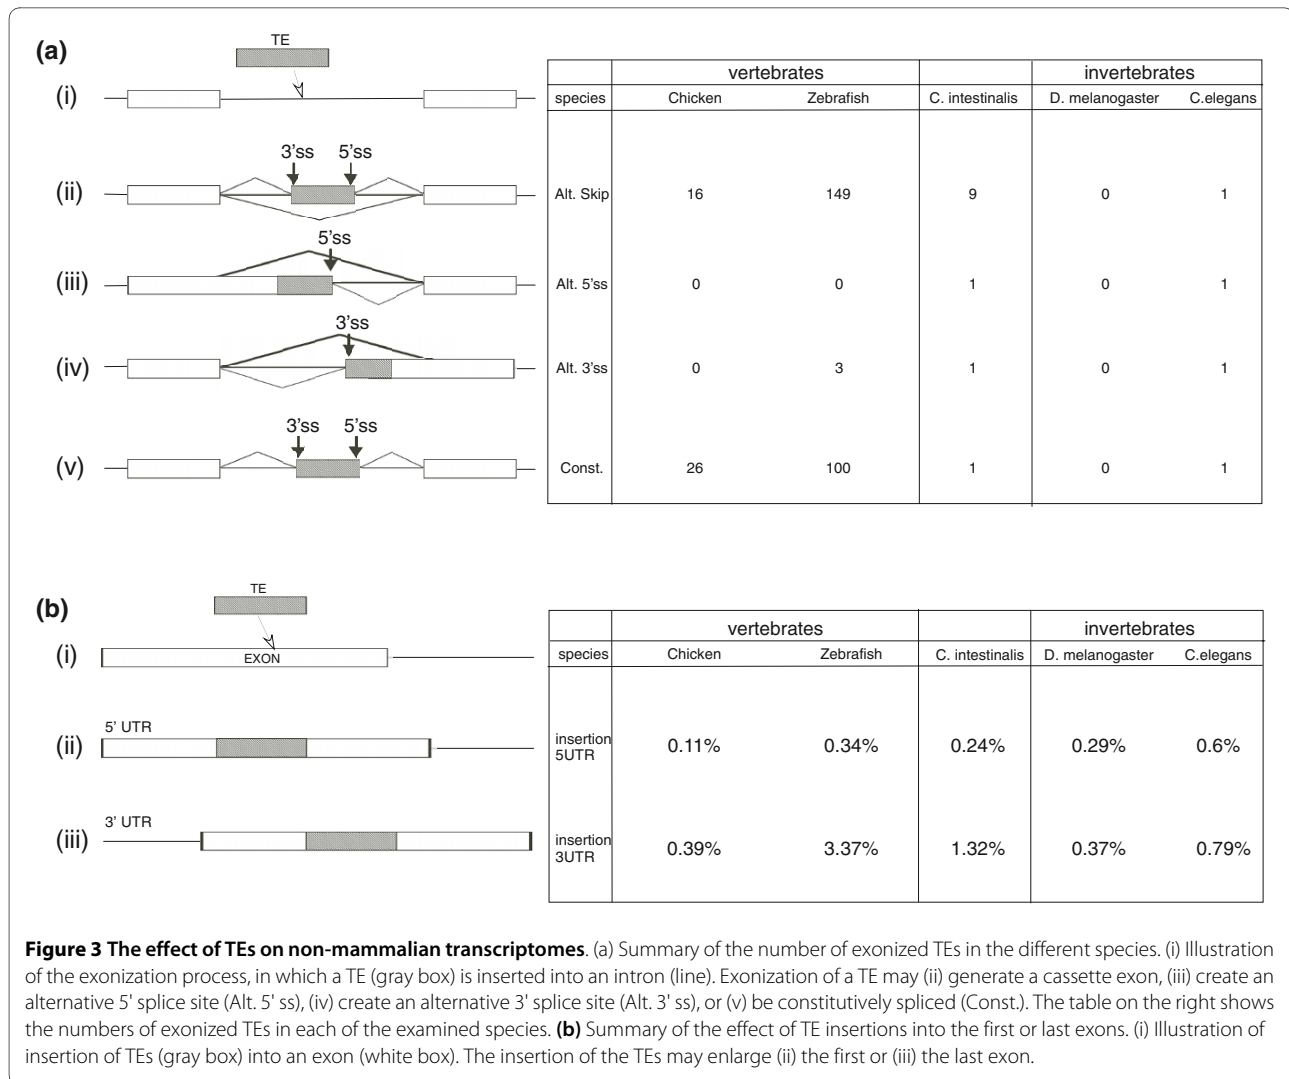 (a)
TE
(i)
3'ss 5'ss
(ii)
5'ss
(iii)
3'ss
(iv)
3'ss 5'ss
(v)
vertebrates invertebrates
species Chicken Zebrafish C. intestinalis D. melanogaster C.elegans
Alt. Skip 16 149 9 0 1
Alt. 5'ss 0 0 1 0 1
Alt. 3'ss 0 3 1 0 1
Const. 26 100 1 0 1
(b)
TE
(i)
EXON
5' UTR
(ii)
3' UTR
(iii)
vertebrates invertebrates
species Chicken Zebrafish C. intestinalis D. melanogaster C.elegans
insertion
5UTR 0.11% 0.34% 0.24% 0.29% 0.6%
insertion
3UTR 0.39% 3.37% 1.32% 0.37% 0.79%
Figure 3 The effect of TEs on non-mammalian transcriptomes. (a) Summary of the number of exonized TEs in the different species. (i) Illustration
of the exonization process, in which a TE (gray box) is inserted into an intron (line). Exonization of a TE may (ii) generate a cassette exon, (iii) create an
alternative 5' splice site (Alt. 5' ss), (iv) create an alternative 3' splice site (Alt. 3' ss), or (v) be constitutively spliced (Const.). The table on the right shows
the numbers of exonized TEs in each of the examined species. (b) Summary of the effect of TE insertions into the first or last exons. (i) Illustration of
insertion of TEs (gray box) into an exon (white box). The insertion of the TEs may enlarge (ii) the first or (iii) the last exon.